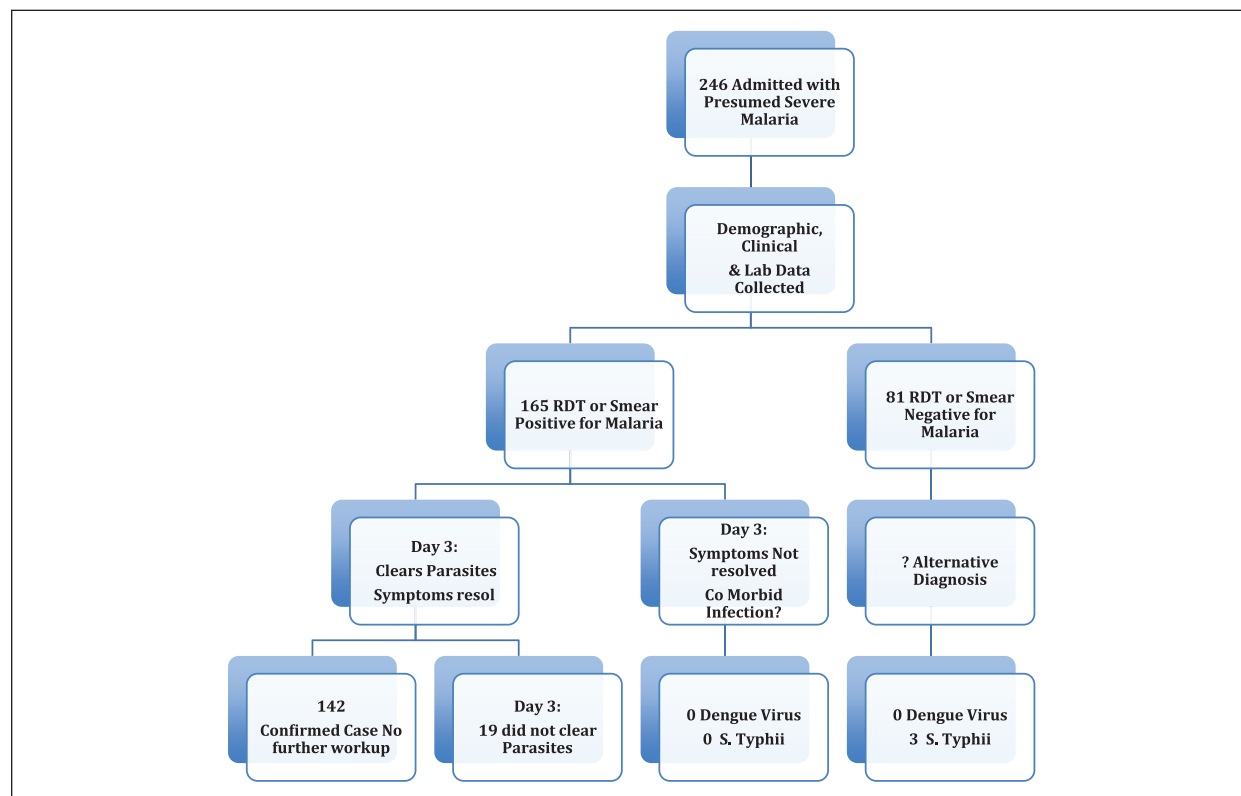 246 Admitted with
Presumed Severe
Malaria
Demographic,
Clinical
& Lab Data
Collected
165 RDT or Smear
Positive for Malaria
81 RDT or Smear
Negative for
Malaria
Day 3:
Clears Parasites
Symptoms resol
Day 3:
Symptoms Not
resolved
Co Morbid
Infection?
? Alternative
Diagnosis
142
Confirmed Case No
further workup
Day 3:
19 did not clear
Parasites
0 Dengue Virus
0 S. Typhii
0 Dengue Virus
3 S. Typhii